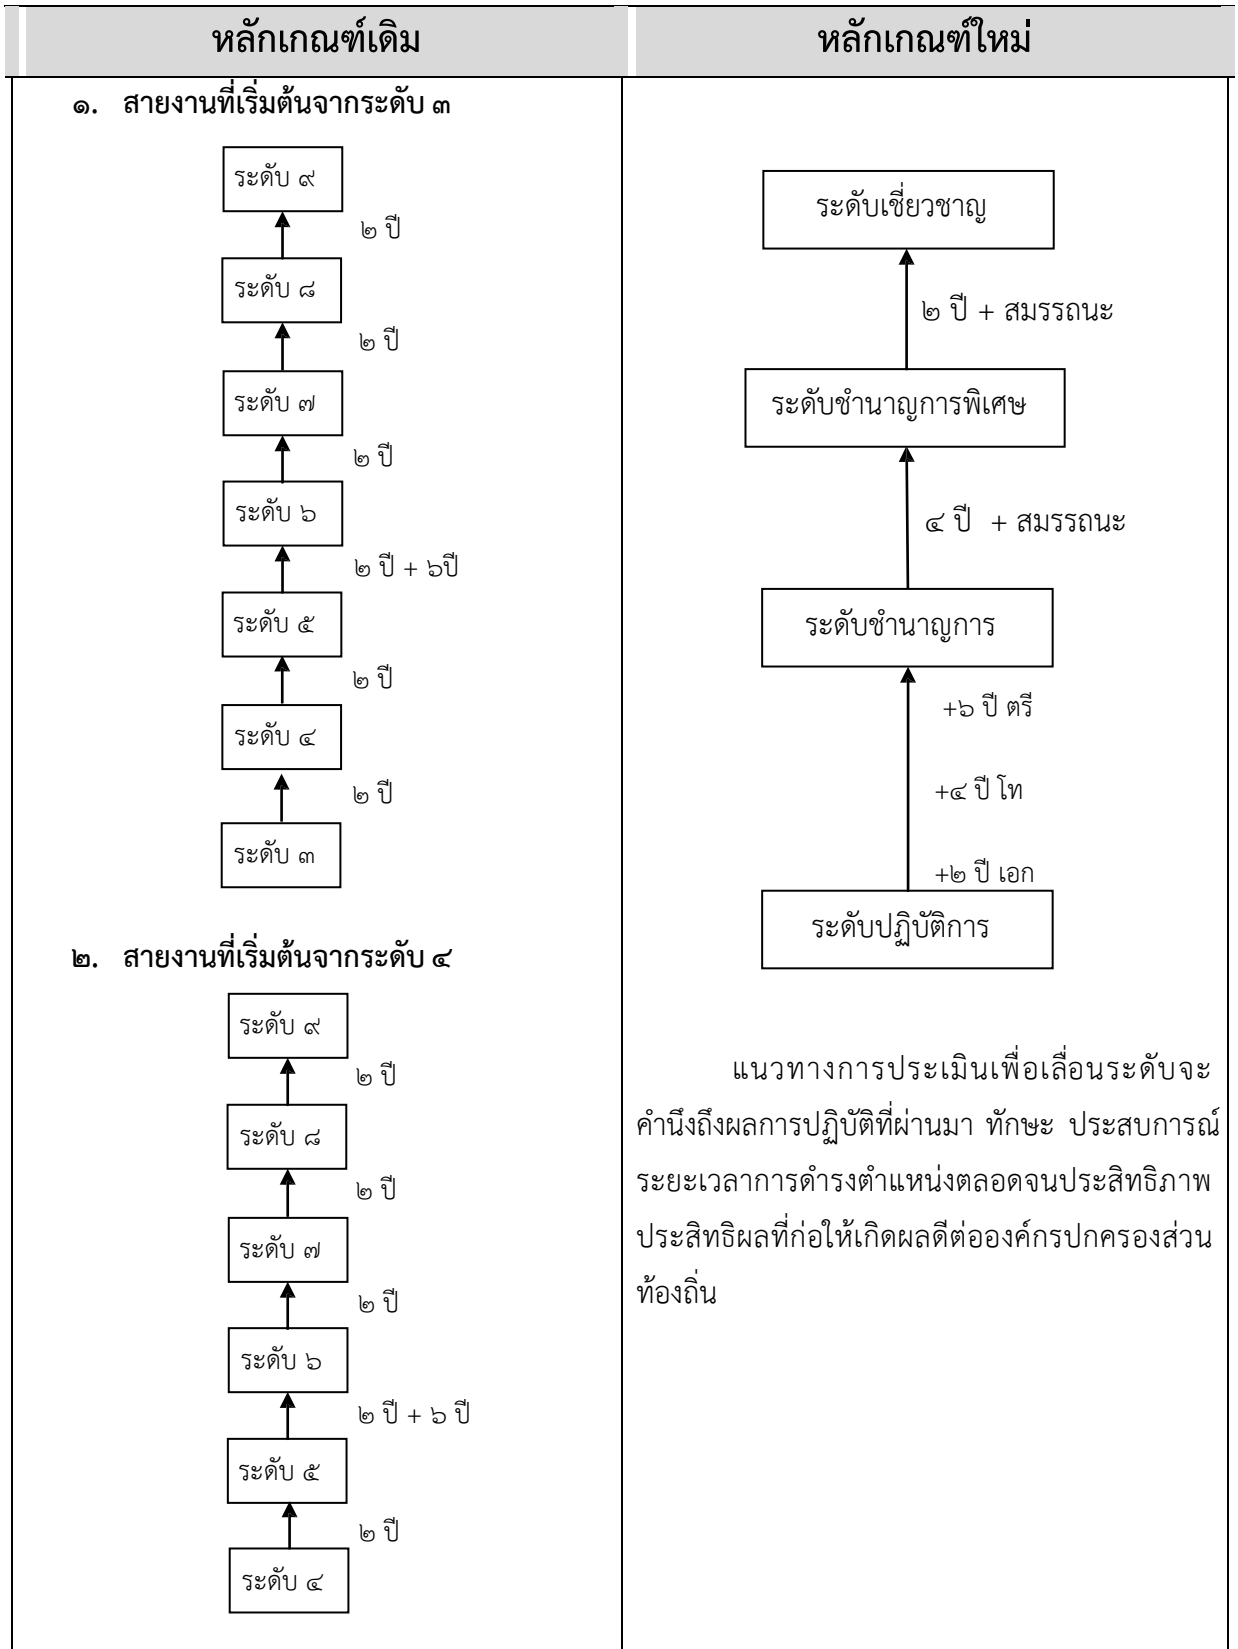 หลักเกณฑ์เดิม
หลักเกณฑ์ใหม่
๑. สายงานที่เริ่มต้นจากระดับ ๓
ระดับ ๙
๒ ปี
ระดับ ๘
๒ ปี
ระดับ ๗
๒ ปี
ระดับ ๖
๒ ปี + ๖ปี
ระดับ ๕
๒ ปี
ระดับ ๔
๒ ปี
ระดับ ๓
๒. สายงานที่เริ่มต้นจากระดับ ๔
ระดับ ๙
๒ ปี
ระดับ ๘
๒ ปี
ระดับ ๗
๒ ปี
ระดับ ๖
๒ ปี + ๖ ปี
ระดับ ๕
๒ ปี
ระดับ ๔
ระดับเชี่ยวชาญ
๒ ปี + สมรรถนะ
ระดับชำนาญการพิเศษ
๔ ปี + สมรรถนะ
ระดับชำนาญการ
+๖ ปี ตรี
+๔ ปี โท
+๒ ปี เอก
ระดับปฏิบัติการ
แนวทางการประเมินเพื่อเลื่อนระดับจะ
คำนึงถึงผลการปฏิบัติที่ผ่านมา ทักษะ ประสบการณ์
ระยะเวลาการดำรงตำแหน่งตลอดจนประสิทธิภาพ
ประสิทธิผลที่ก่อให้เกิดผลดีต่อองค์กรปกครองส่วน
ท้องถิ่น